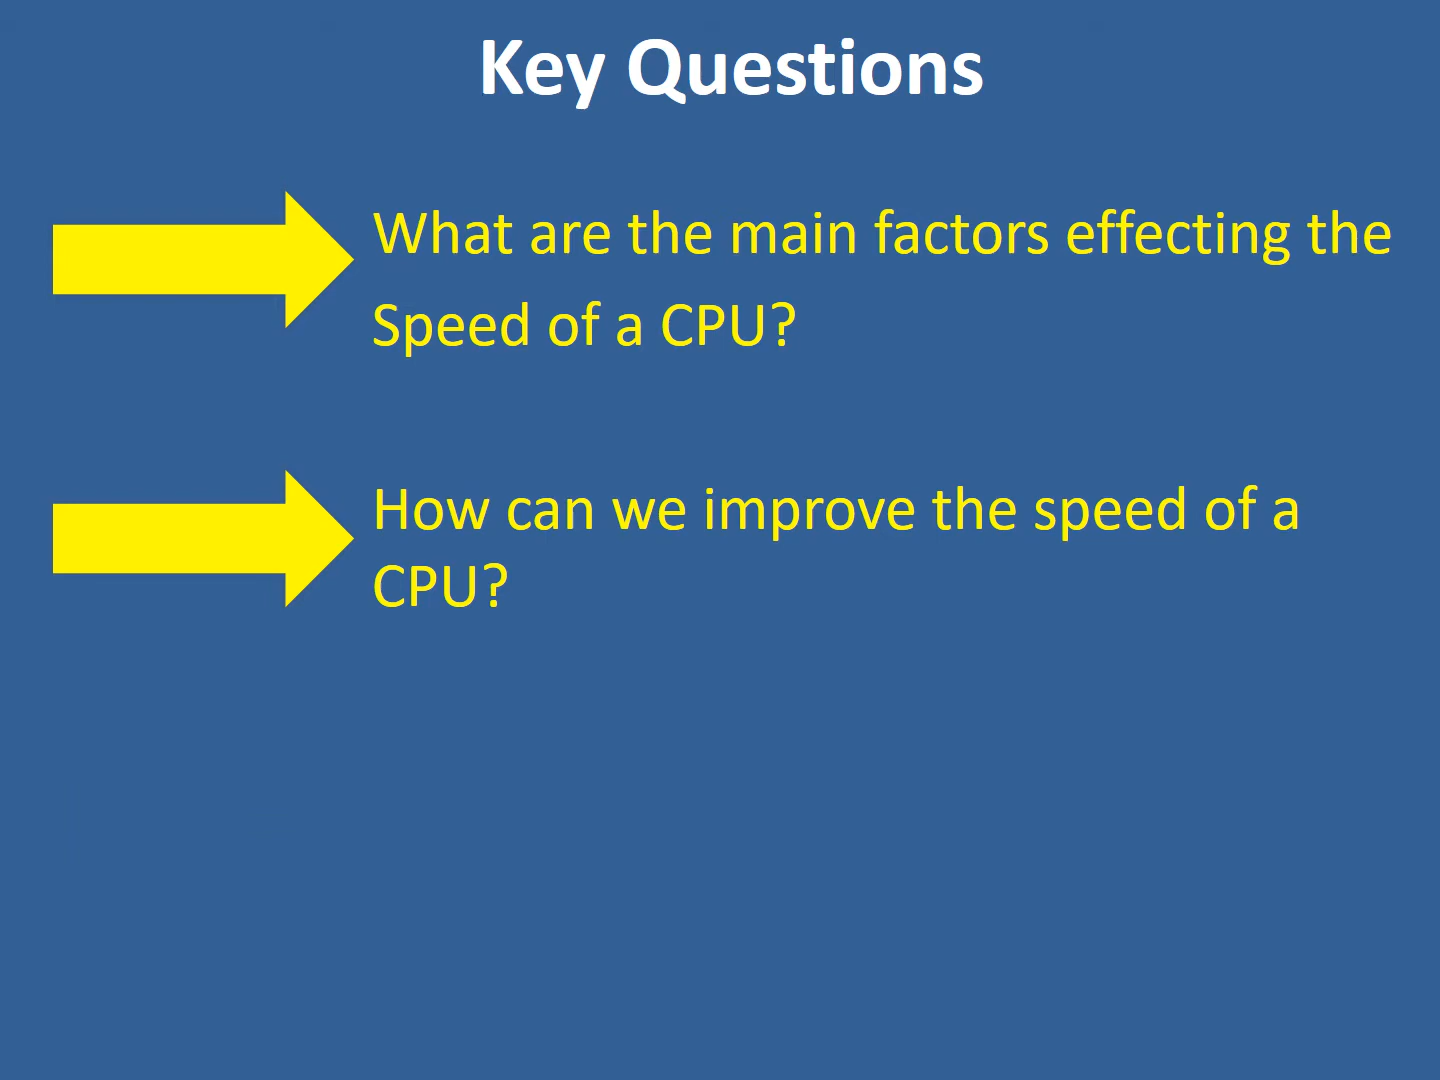 Key Questions
What are the main factors effecting the
Speed of a CPU?
How can we improve the speed of a
CPU?